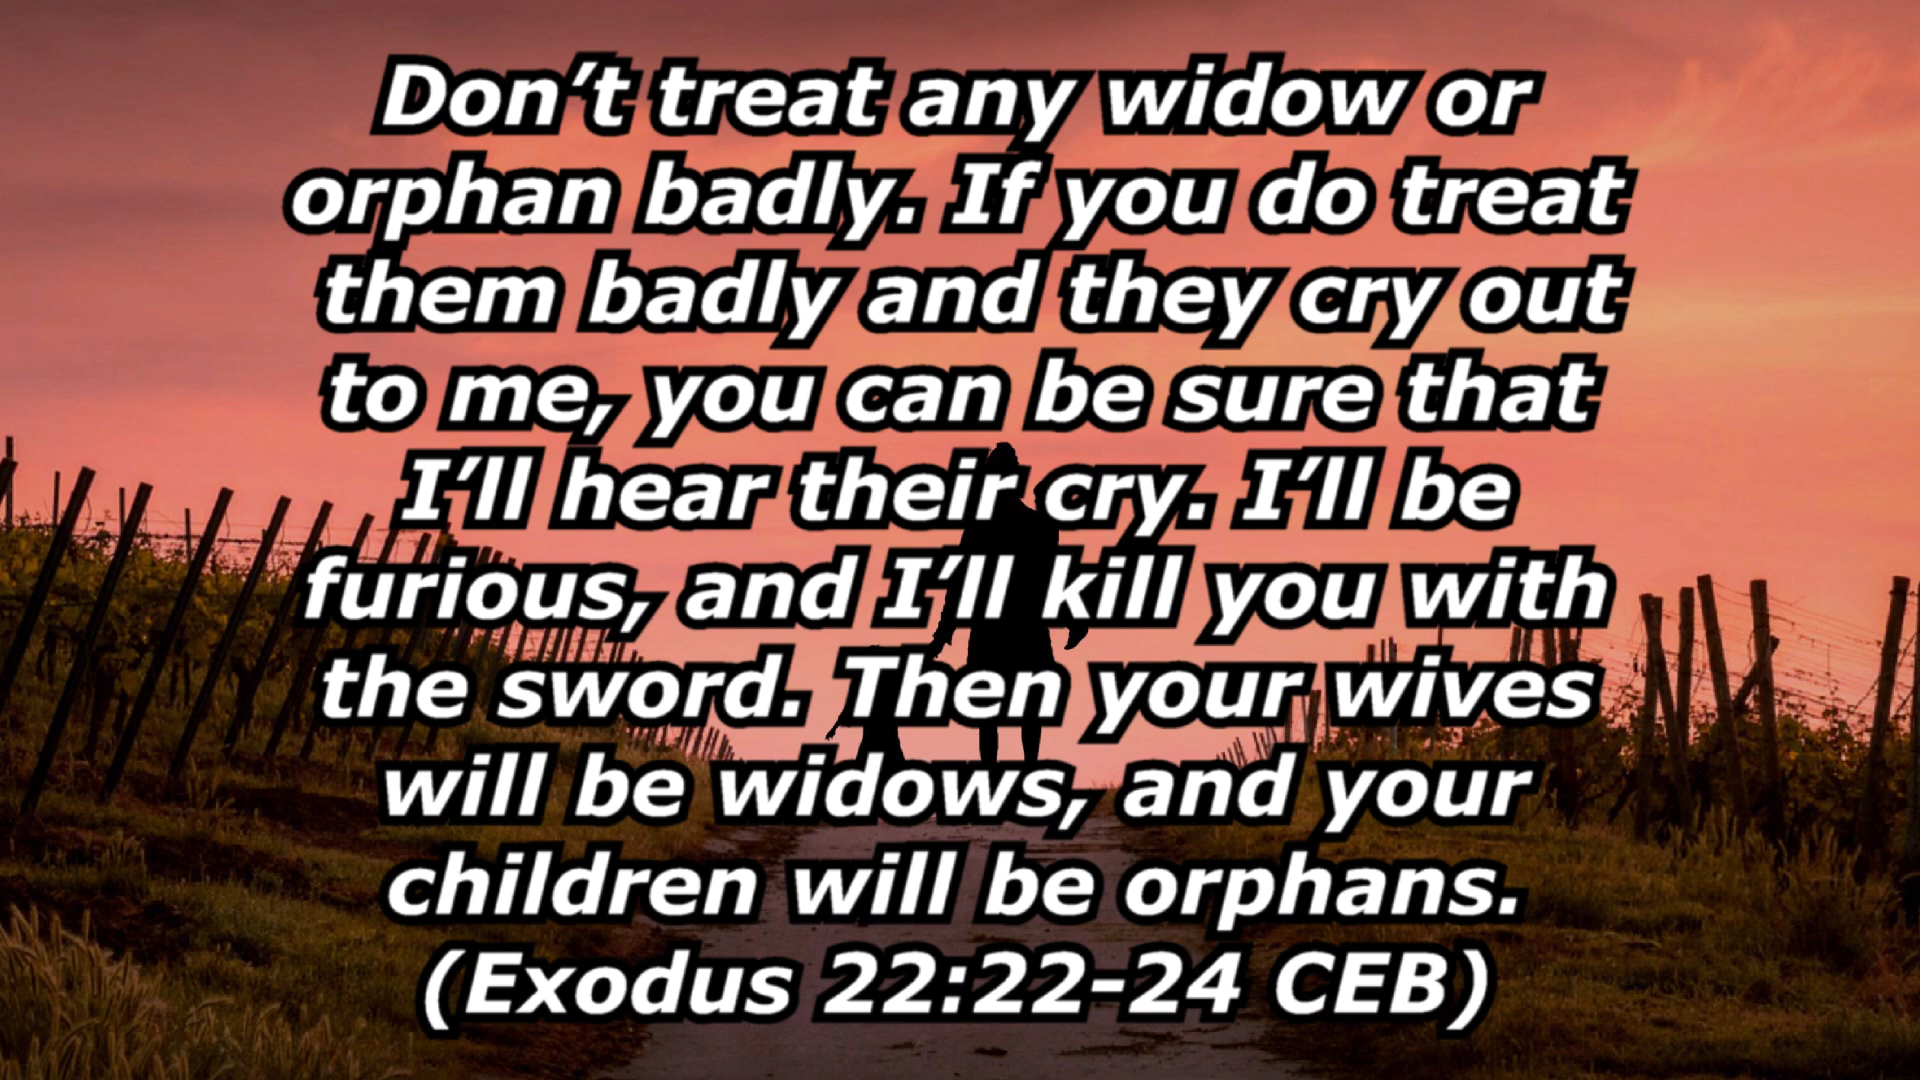 Don’t treat any widow or
orphan badly. If you do treat
them badly and they cry out
to me, you can be sure that
I’ll hear their cry. I’ll be
furious, and I’ll kill you with
the sword. Then your wives
will be widows, and your
children will be orphans.
(Exodus 22:22-24 CEB)